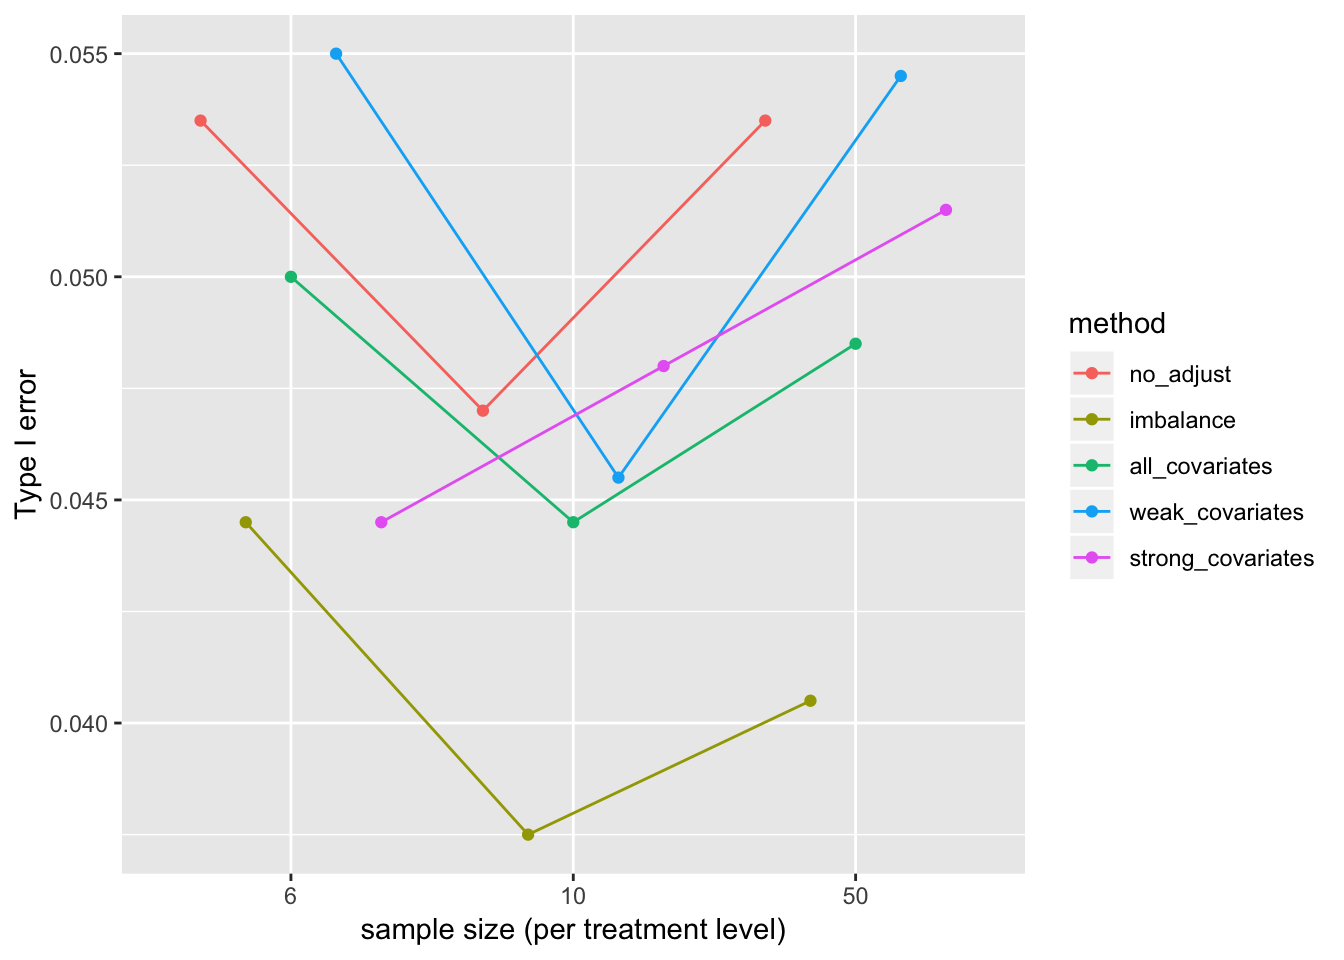 0.055
0.050
0.045
0.040
Type I error
6
10
50
sample size (per treatment level)
method
no_adjust
imbalance
all_covariates
weak_covariates
strong_covariates